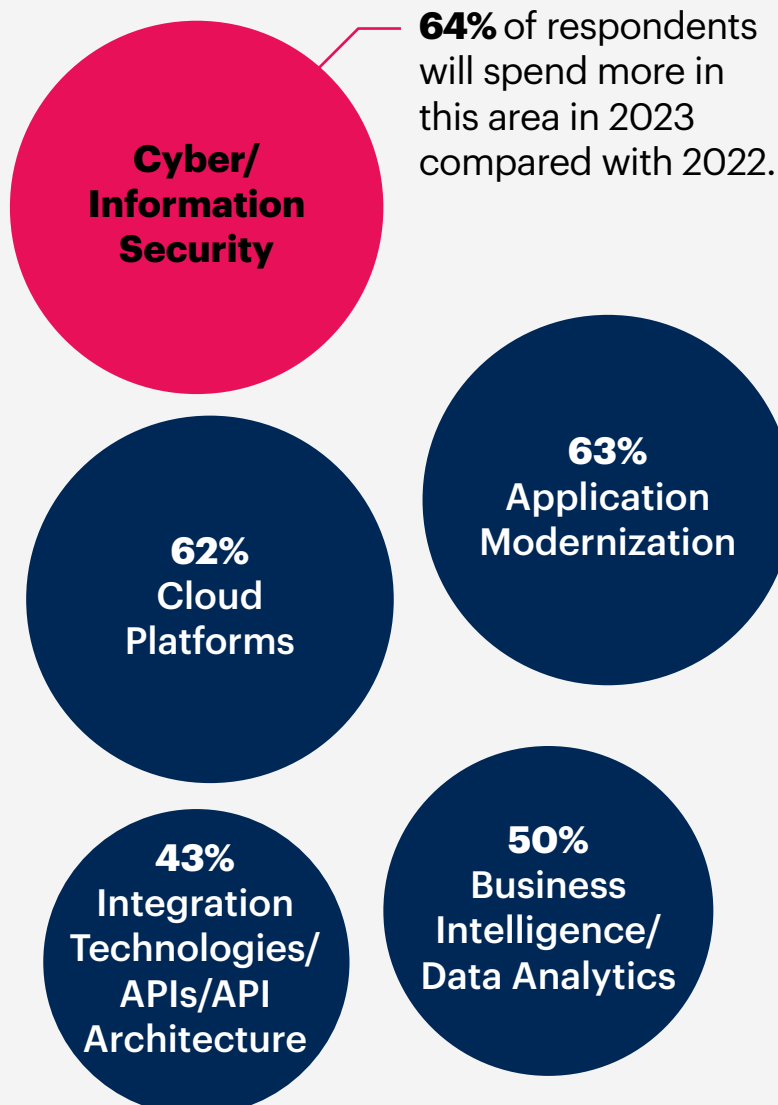 64% of respondents
will spend more in
this area in 2023
compared with 2022.
Cyber/
Information
Security
63%
Application
Modernization
62%
Cloud
Platforms
50%
Business
Intelligence/
Data Analytics
43%
Integration
Technologies/
APIs/API
Architecture